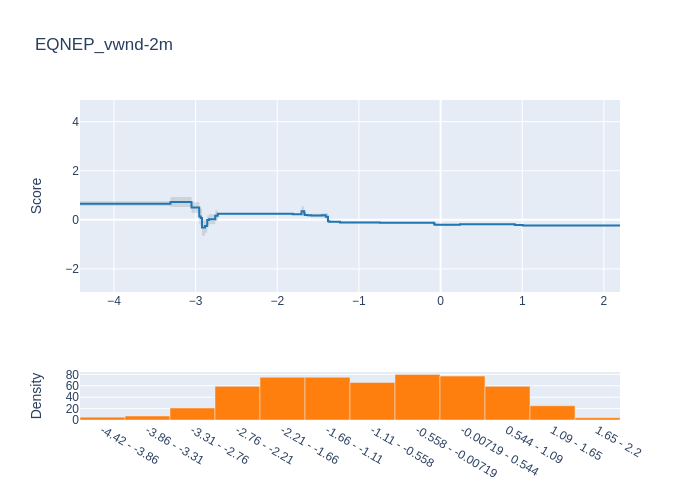 EQNEP_vwnd-2m
Score
4
2
0
−2
−4
−3
−2
−1
0
1
2
Density
80
60
40
20
0
-4.42 - -3.86
-3.86 - -3.31
-3.31 - -2.76
-2.76 - -2.21
-2.21 - -1.66
-1.66 - -1.11
-1.11 - -0.558
-0.558 - -0.00719
-0.00719 - 0.544
0.544 - 1.09
1.09 - 1.65
1.65 - 2.2